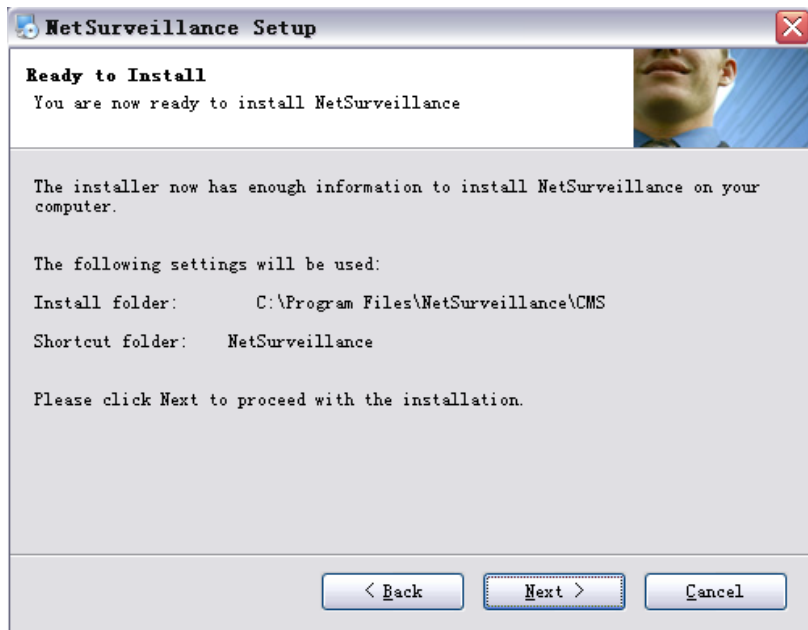 NetSurveillance Setup
Ready to Install
You are now ready to install NetSurveillance
The installer now has enough information to install NetSurveillance on your
computer.
The following settings will be used:
Install folder: C:\Program Files\NetSurveillance\CMS
Shortcut folder: NetSurveillance
Please click Next to proceed with the installation.
< Back Next > Cancel